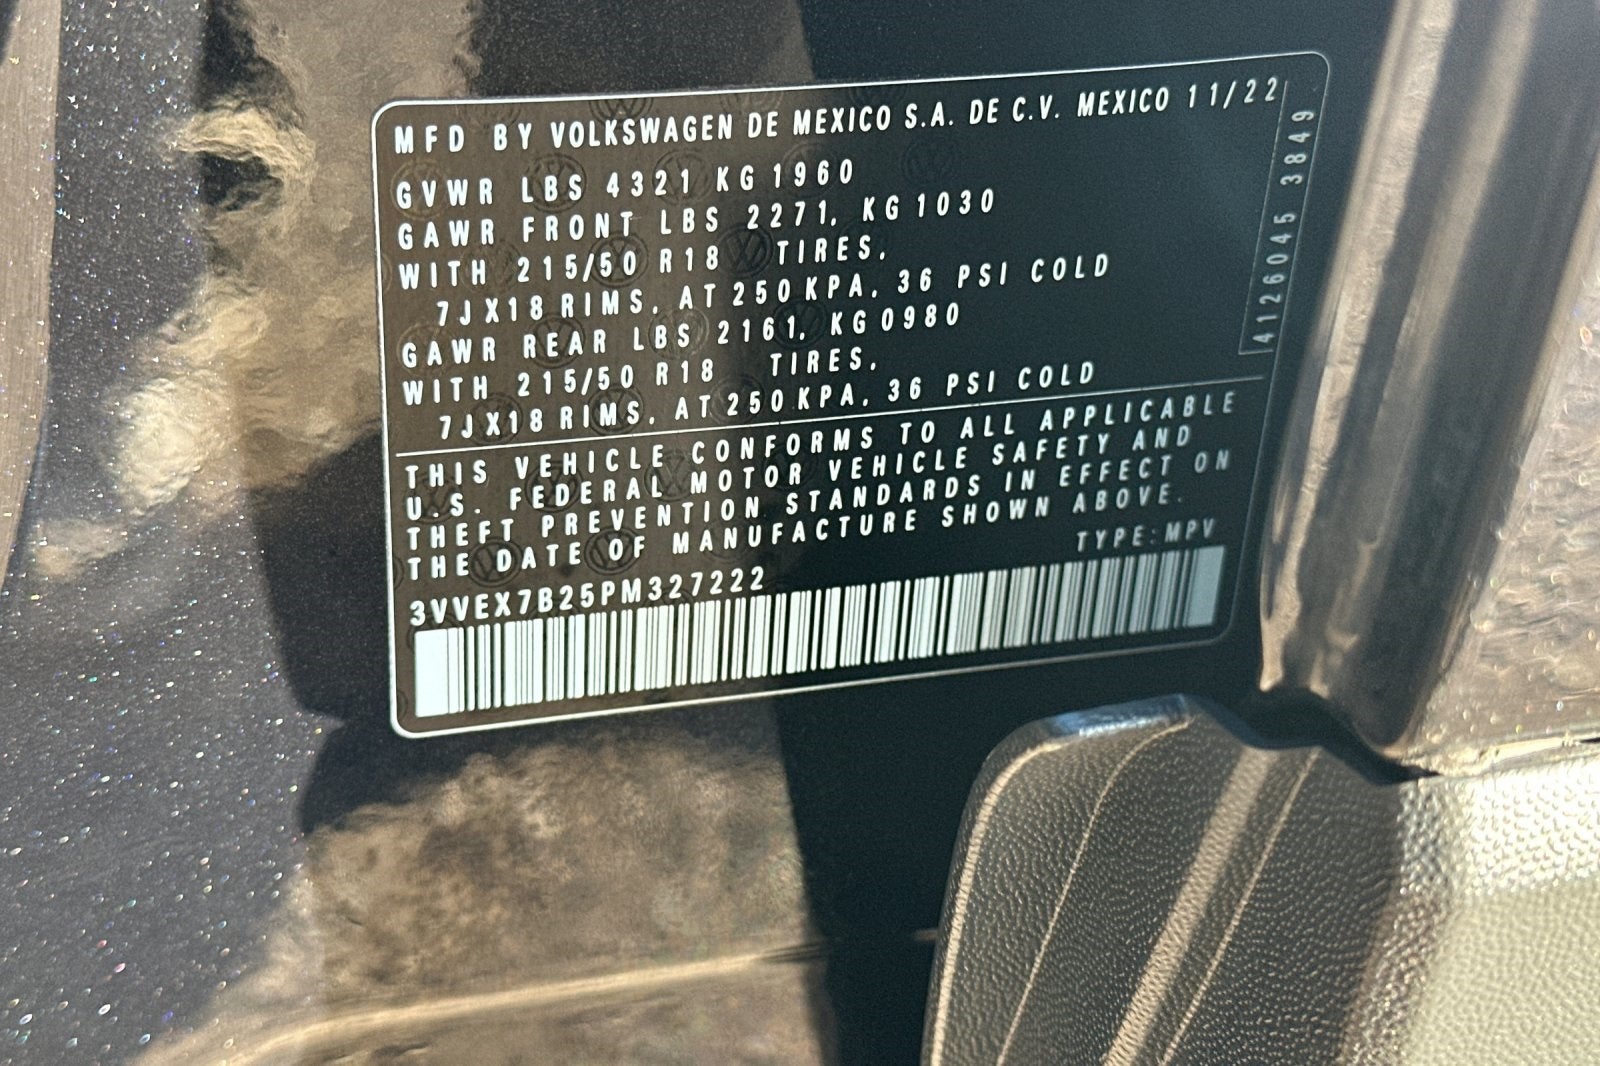 MFD BY VOLKSWAGEN DE MEXICO S.A. DE C.V. MEXICO 11/22
GVWR LBS 4321 KG 1960
GAWR FRONT LBS 2271, KG 1030
WITH 215/50 R18 TIRES,
7JX18 RIMS, AT 250 KPA, 36 PSI COLD
GAWR REAR LBS 2161, KG 0980
WITH 215/50 R18 TIRES,
7JX18 RIMS, AT 250 KPA, 36 PSI COLD
THIS VEHICLE CONFORMS TO ALL APPLICABLE
U.S. FEDERAL MOTOR VEHICLE SAFETY AND
THEFT PREVENTION STANDARDS IN EFFECT ON
THE DATE OF MANUFACTURE SHOWN ABOVE.
TYPE:MPV
3VVEX7B25PM327222
4126045 3849